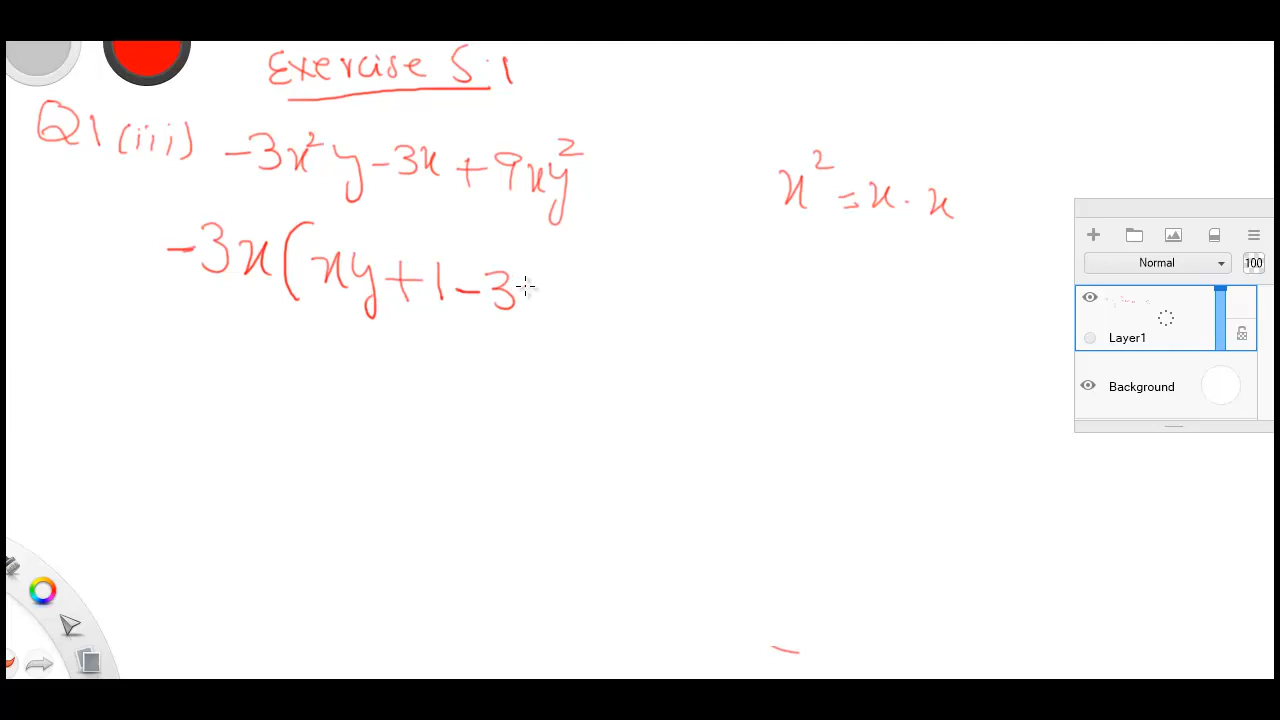 Exercise 5.1
Q1 (iii) -3x²y - 3x + 9xy²
x² = x . x
-3x(xy + 1 - 3
Normal
100
Layer1
Background